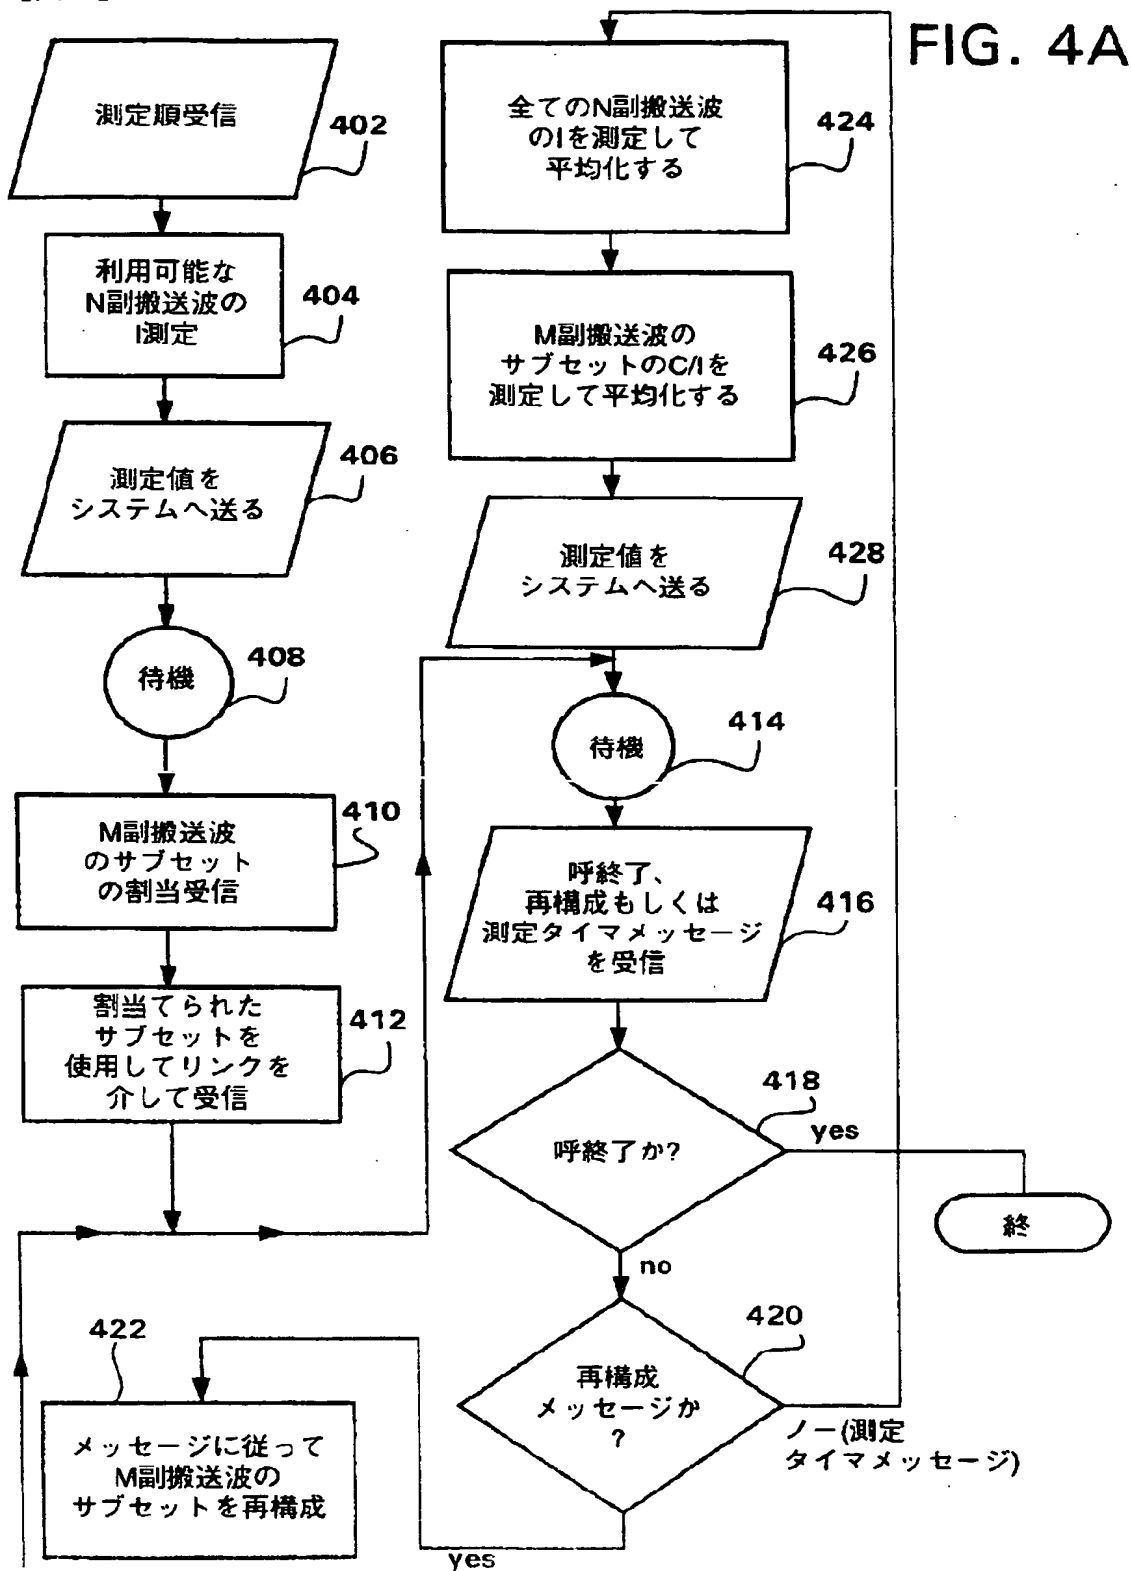 FIG. 4A
測定順受信
402
利用可能な
N副搬送波の
I測定
404
測定値を
システムへ送る
406
待機
408
M副搬送波
のサブセット
の割当受信
410
割当てられた
サブセットを
使用してリンクを
介して受信
412
全てのN副搬送波
のIを測定して
平均化する
424
M副搬送波の
サブセットのC/Iを
測定して平均化する
426
測定値を
システムへ送る
428
待機
414
呼終了、
再構成もしくは
測定タイマメッセージ
を受信
416
呼終了か?
418
yes
終
no
再構成
メッセージか
?
420
ノー(測定
タイマメッセージ)
yes
422
メッセージに従って
M副搬送波の
サブセットを再構成